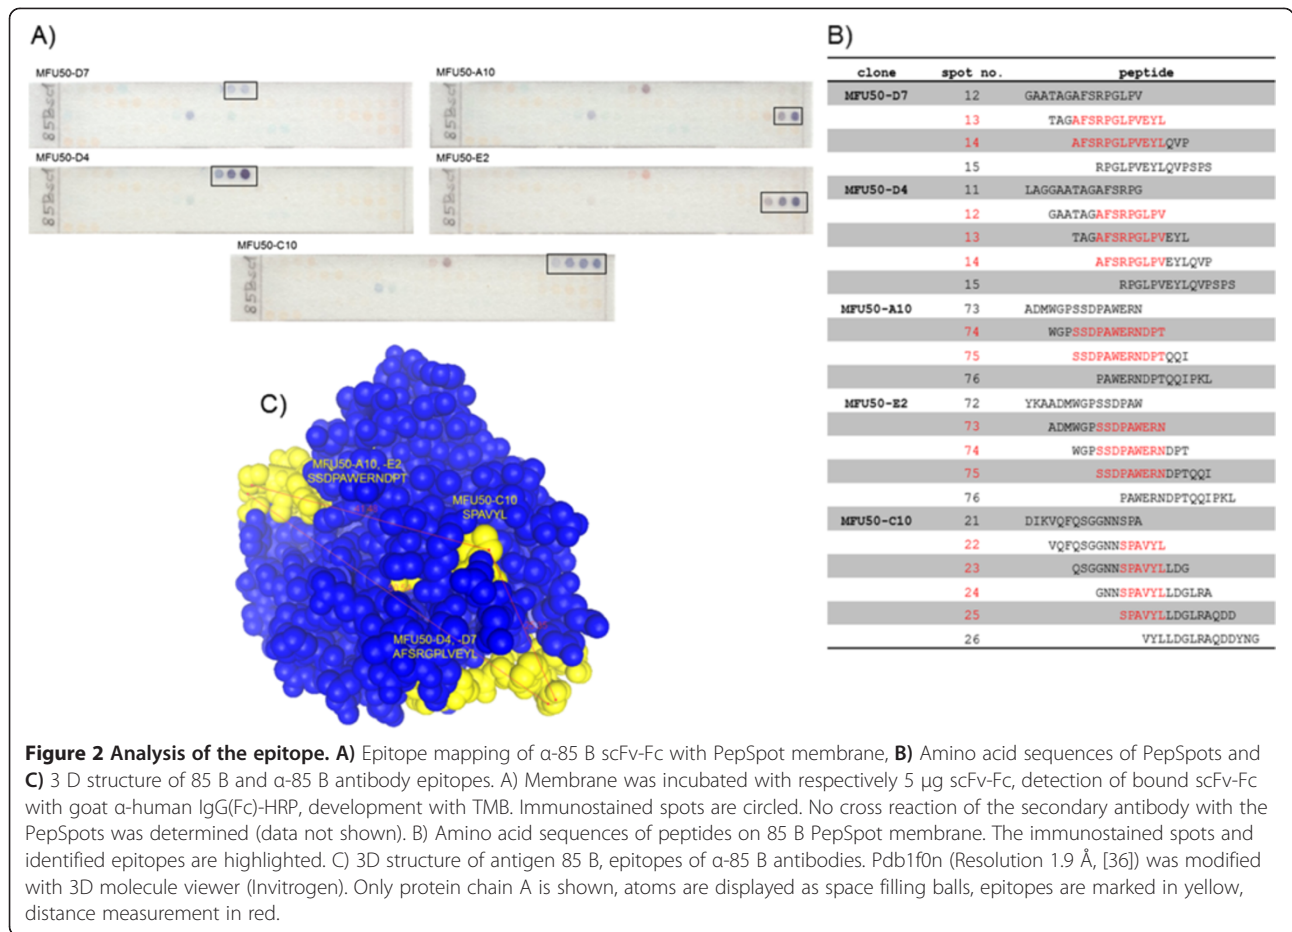 A)
MFU50-D7
85Bscf
MFU50-A10
85Bscf
MFU50-D4
85Bscf
MFU50-E2
85Bscf
MFU50-C10
85Bscf
B)
clone spot no. peptide
MFU50-D7 12 GAATAGAFSRPGLPV
13 TAGAFSRPGLPVEYL
14 AFSRPGLPVEYLQVP
15 RPGLPVEYLQVPSPS
MFU50-D4 11 LAGGAATAGAFSRPG
12 GAATAGAFSRPGLPV
13 TAGAFSRPGLPVEYL
14 AFSRPGLPVEYLQVP
15 RPGLPVEYLQVPSPS
MFU50-A10 73 ADMWGPSSDPAWERN
74 WGPSSDPAWERNDPT
75 SSDPAWERNDPTQQI
76 PAWERNDPTQQIPKL
MFU50-E2 72 YKAADMWGPSSDPAW
73 ADMWGPSSDPAWERN
74 WGPSSDPAWERNDPT
75 SSDPAWERNDPTQQI
76 PAWERNDPTQQIPKL
MFU50-C10 21 DIKVQFQSGGNNSPA
22 VQFQSGGNNSPAVYL
23 QSGGNNSPAVYLLDG
24 GNNSPAVYLLDGLRA
25 SPAVYLLDGLRAQDD
26 VYLLDGLRAQDDYNG
C)
MFU50-A10, -E2
SSDPAWERNDPT
MFU50-C10
SPAVYL
MFU50-D4, -D7
AFSRGPLVEYL
Figure 2 Analysis of the epitope. A) Epitope mapping of α-85 B scFv-Fc with PepSpot membrane, B) Amino acid sequences of PepSpots and
C) 3 D structure of 85 B and α-85 B antibody epitopes. A) Membrane was incubated with respectively 5 μg scFv-Fc, detection of bound scFv-Fc
with goat α-human IgG(Fc)-HRP, development with TMB. Immunostained spots are circled. No cross reaction of the secondary antibody with the
PepSpots was determined (data not shown). B) Amino acid sequences of peptides on 85 B PepSpot membrane. The immunostained spots and
identified epitopes are highlighted. C) 3D structure of antigen 85 B, epitopes of α-85 B antibodies. Pdb1f0n (Resolution 1.9 Å, [36]) was modified
with 3D molecule viewer (Invitrogen). Only protein chain A is shown, atoms are displayed as space filling balls, epitopes are marked in yellow,
distance measurement in red.